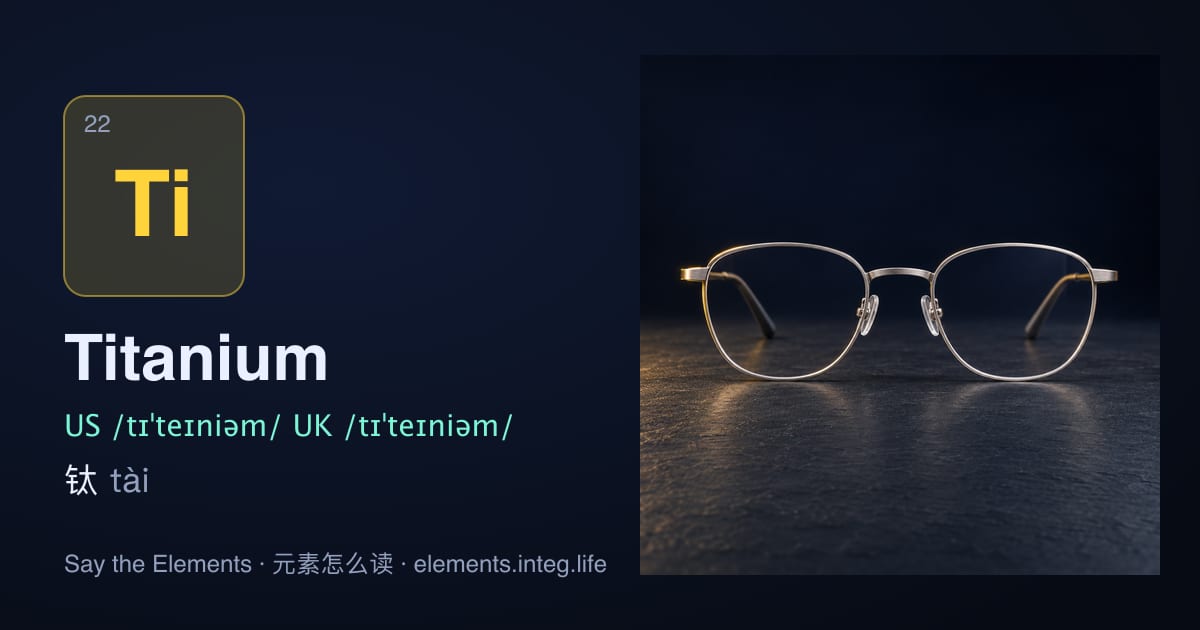 22
Ti
Titanium
US /tɪˈteɪniəm/ UK /tɪˈteɪniəm/
钛 tài
Say the Elements · 元素怎么读 · elements.integ.life